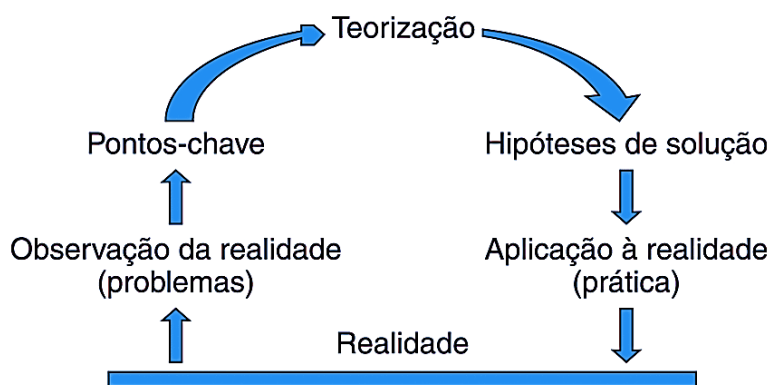 Teorização
Pontos-chave
Hipóteses de solução
Observação da realidade
(problemas)
Aplicação à realidade
(prática)
Realidade